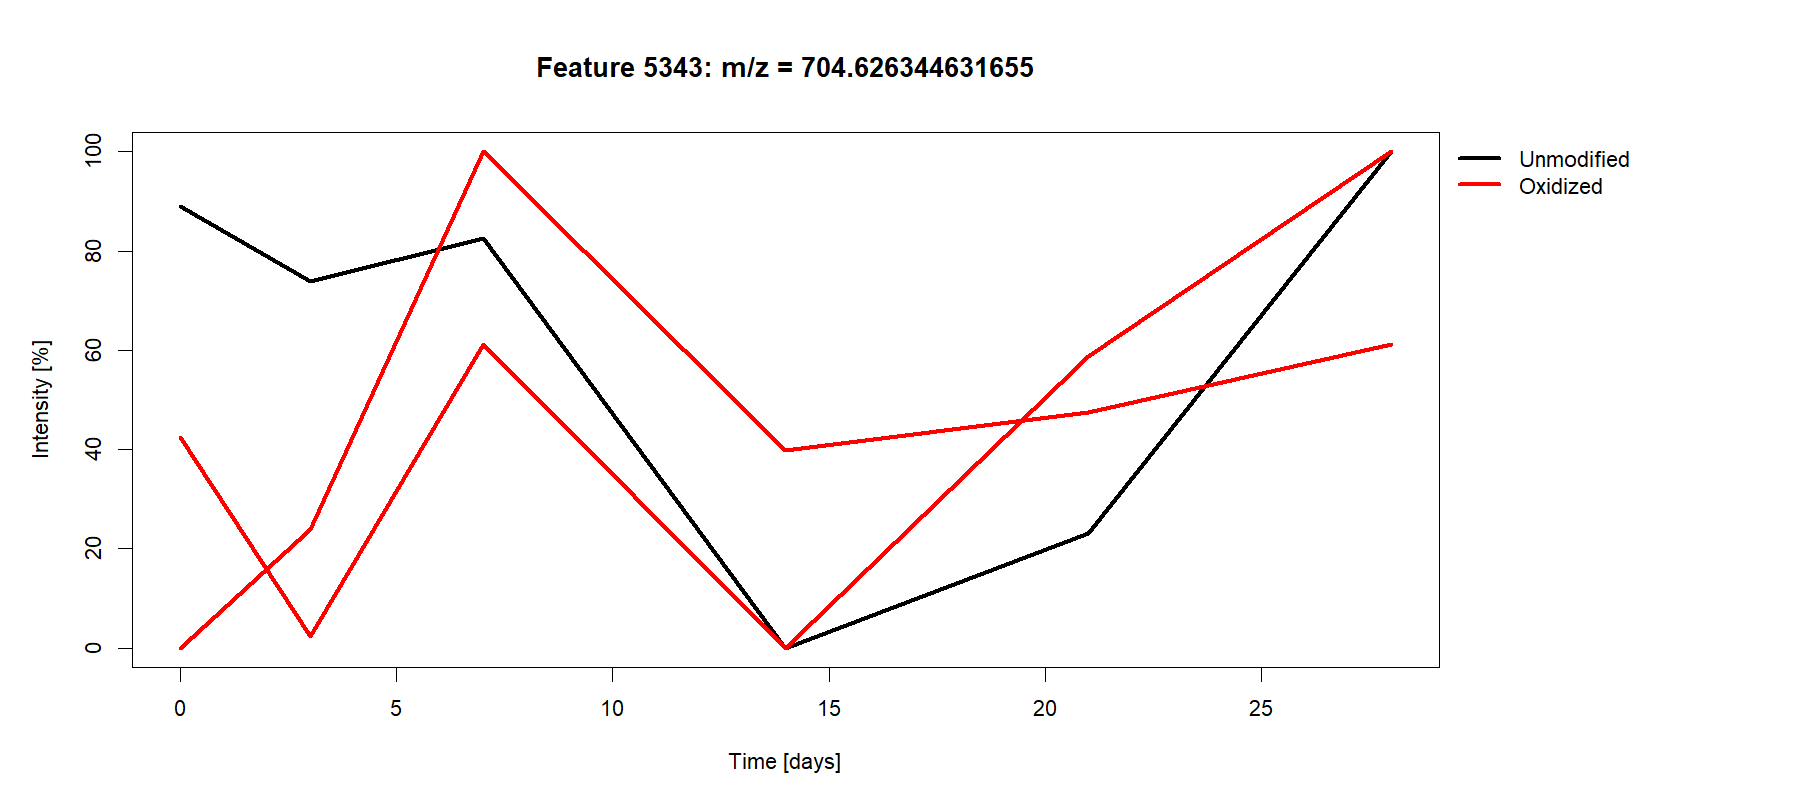 Feature 5343: m/z = 704.626344631655
Unmodified
Oxidized
Intensity [%]
100
80
60
40
20
0
0 5 10 15 20 25
Time [days]